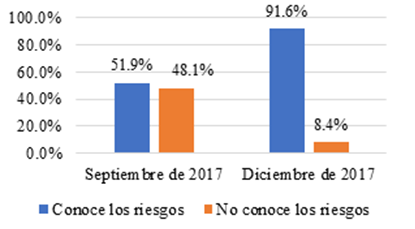 100.0%
80.0%
60.0%
40.0%
20.0%
0.0%
51.9%
48.1%
91.6%
8.4%
Septiembre de 2017
Diciembre de 2017
Conoce los riesgos
No conoce los riesgos